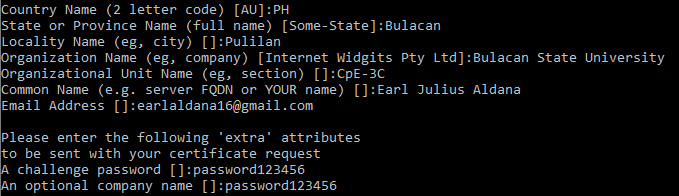 Country Name (2 letter code) [AU]:PH
State or Province Name (full name) [Some-State]:Bulacan
Locality Name (eg, city) []:Pulilan
Organization Name (eg, company) [Internet Widgits Pty Ltd]:Bulacan State University
Organizational Unit Name (eg, section) []:CpE-3C
Common Name (e.g. server FQDN or YOUR name) []:Earl Julius Aldana
Email Address []:earlaldana16@gmail.com

Please enter the following 'extra' attributes
to be sent with your certificate request
A challenge password []:password123456
An optional company name []:password123456